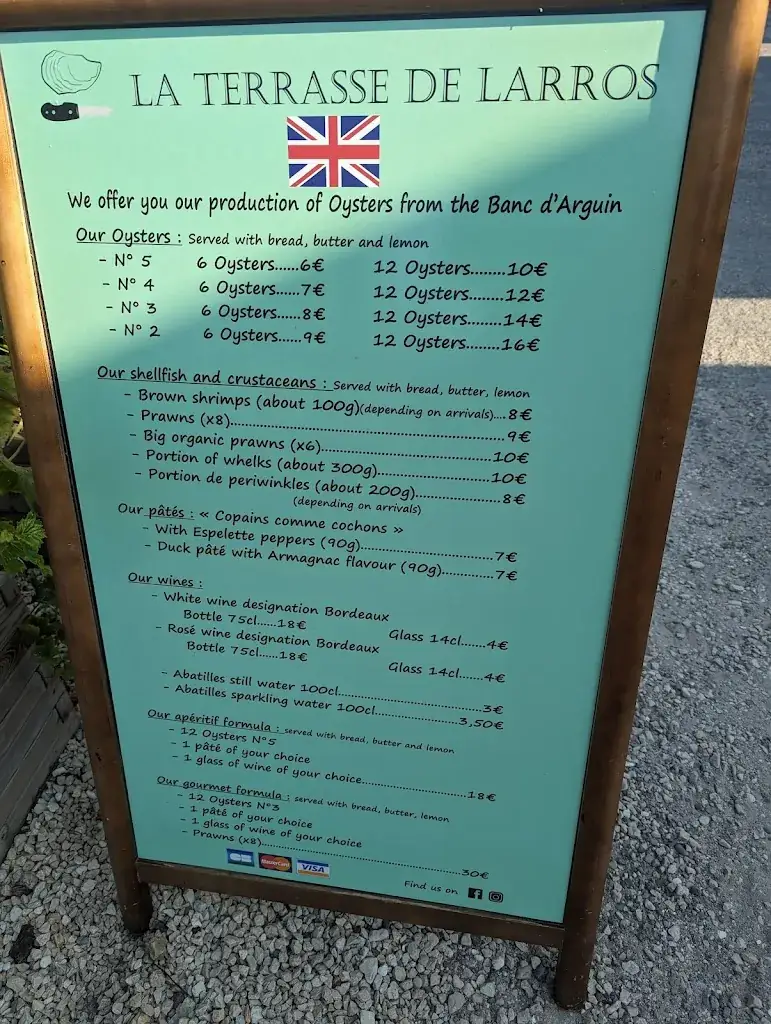 LA TERRASSE DE LARROS
We offer you our production of Oysters from the Banc d'Arguin
Our Oysters : Served with bread, butter and lemon
- N° 5 6 Oysters......6€ 12 Oysters........10€
- N° 4 6 Oysters......7€ 12 Oysters........12€
- N° 3 6 Oysters......8€ 12 Oysters........14€
- N° 2 6 Oysters......9€ 12 Oysters........16€
Our shellfish and crustaceans : Served with bread, butter, lemon
- Brown shrimps (about 100g)(depending on arrivals)....8€
- Prawns (x8)..........................................................9€
- Big organic prawns (x6)....................................10€
- Portion of whelks (about 300g)........................10€
- Portion de periwinkles (about 200g)..................8€
(depending on arrivals)
Our pâtés : « Copains comme cochons »
- With Espelette peppers (90g)............................7€
- Duck pâté with Armagnac flavour (90g)..............7€
Our wines :
- White wine designation Bordeaux
Bottle 75cl......18€ Glass 14cl.......4€
- Rosé wine designation Bordeaux
Bottle 75cl......18€ Glass 14cl.......4€
- Abatilles still water 100cl..................................3€
- Abatilles sparkling water 100cl......................3,50€
Our apéritif formula : served with bread, butter and lemon
- 12 Oysters N°5
- 1 pâté of your choice
- 1 glass of wine of your choice..........................18€
Our gourmet formula : served with bread, butter, lemon
- 12 Oysters N°3
- 1 pâté of your choice
- 1 glass of wine of your choice
- Prawns (x8)......................................................30€
CB MasterCard VISA
Find us on